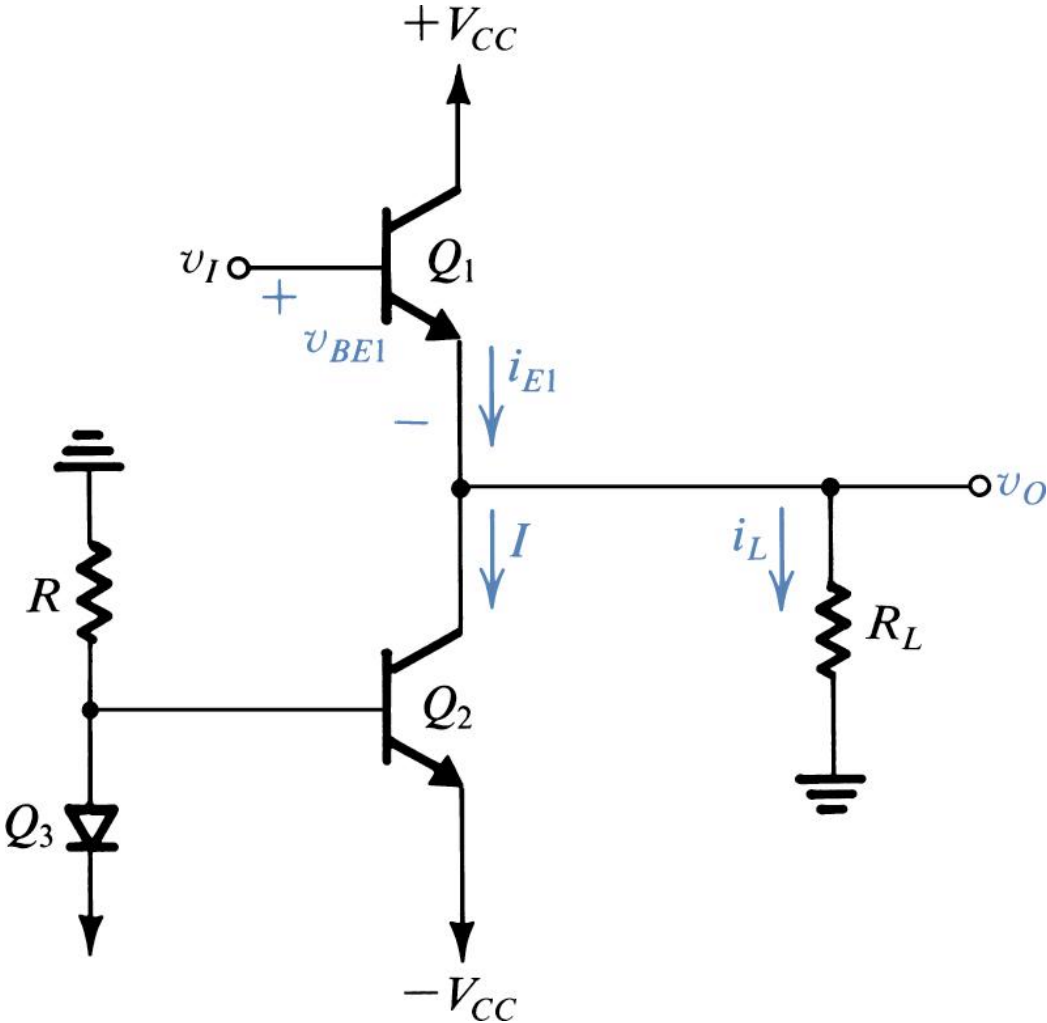 +V_CC
v_I
Q_1
+
v_BE1
i_E1
−
v_O
I
i_L
R
R_L
Q_2
Q_3
−V_CC